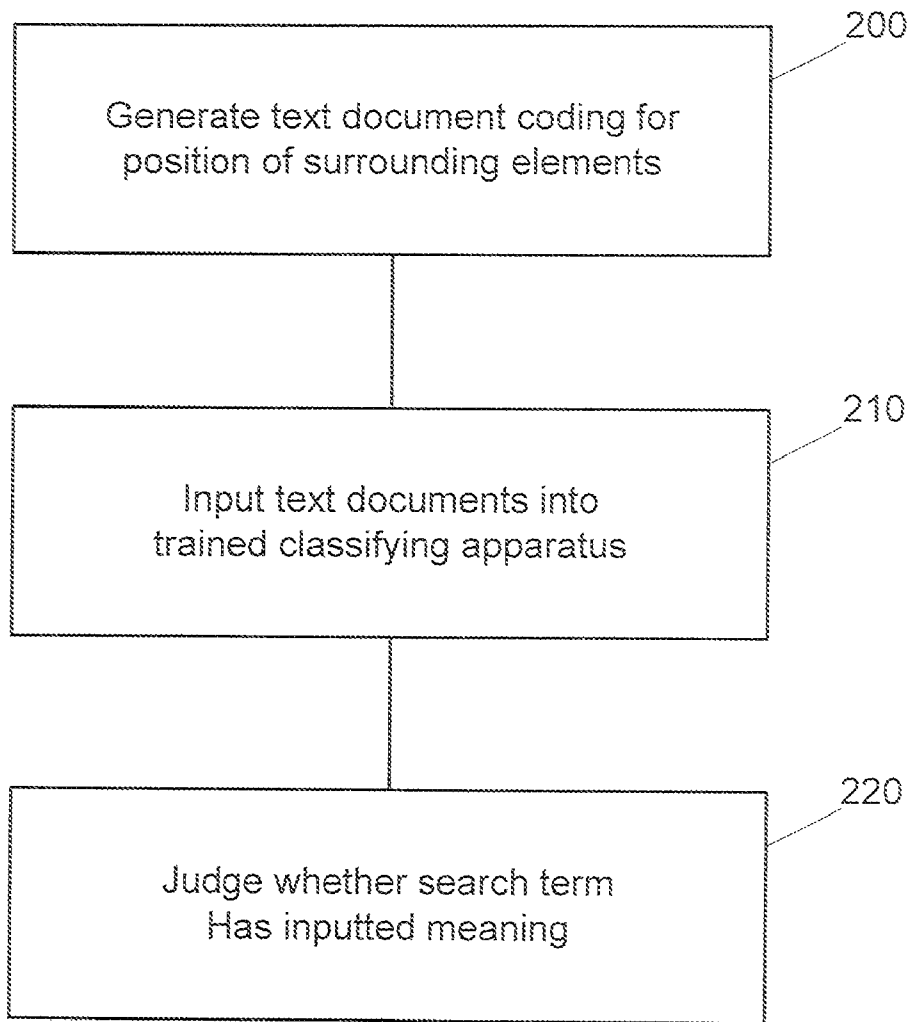 200
Generate text document coding for
position of surrounding elements
210
Input text documents into
trained classifying apparatus
220
Judge whether search term
Has inputted meaning